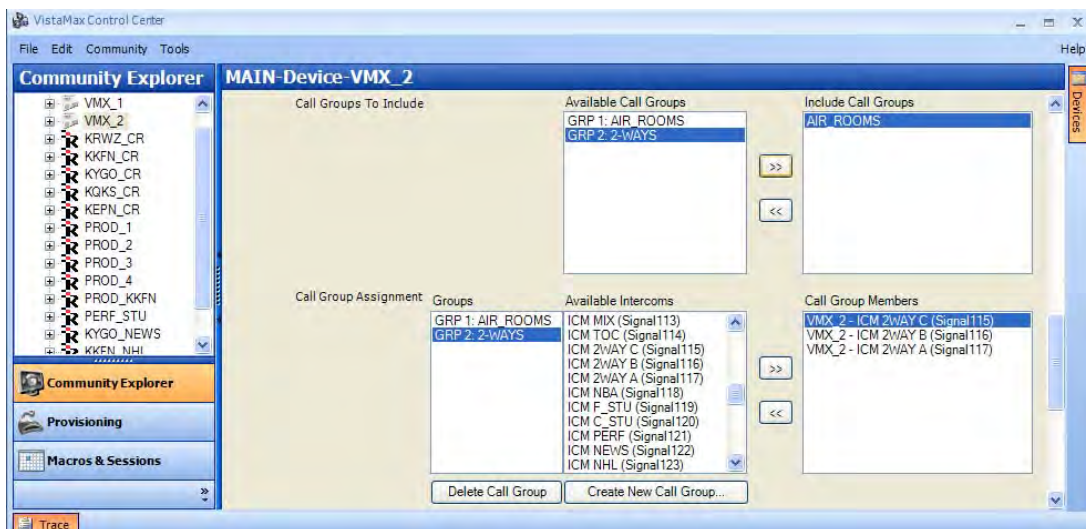 VistaMax Control Center
File Edit Community Tools
Help
Community Explorer
VMX_1
VMX_2
KRWZ_CR
KKFN_CR
KYGO_CR
KQKS_CR
KEPN_CR
PROD_1
PROD_2
PROD_3
PROD_4
PROD_KKFN
PERF_STU
KYGO_NEWS
KKFN_NHL
Community Explorer
Provisioning
Macros & Sessions
Trace
MAIN-Device-VMX_2
Call Groups To Include
Available Call Groups
GRP 1: AIR_ROOMS
GRP 2: 2-WAYS
>>
<<
Include Call Groups
AIR_ROOMS
Call Group Assignment
Groups
GRP 1: AIR_ROOMS
GRP 2: 2-WAYS
Available Intercoms
ICM MIX (Signal113)
ICM TOC (Signal114)
ICM 2WAY C (Signal115)
ICM 2WAY B (Signal116)
ICM 2WAY A (Signal117)
ICM NBA (Signal118)
ICM F_STU (Signal119)
ICM C_STU (Signal120)
ICM PERF (Signal121)
ICM NEWS (Signal122)
ICM NHL (Signal123)
>>
<<
Call Group Members
VMX_2 - ICM 2WAY C (Signal115)
VMX_2 - ICM 2WAY B (Signal116)
VMX_2 - ICM 2WAY A (Signal117)
Delete Call Group
Create New Call Group...
Devices